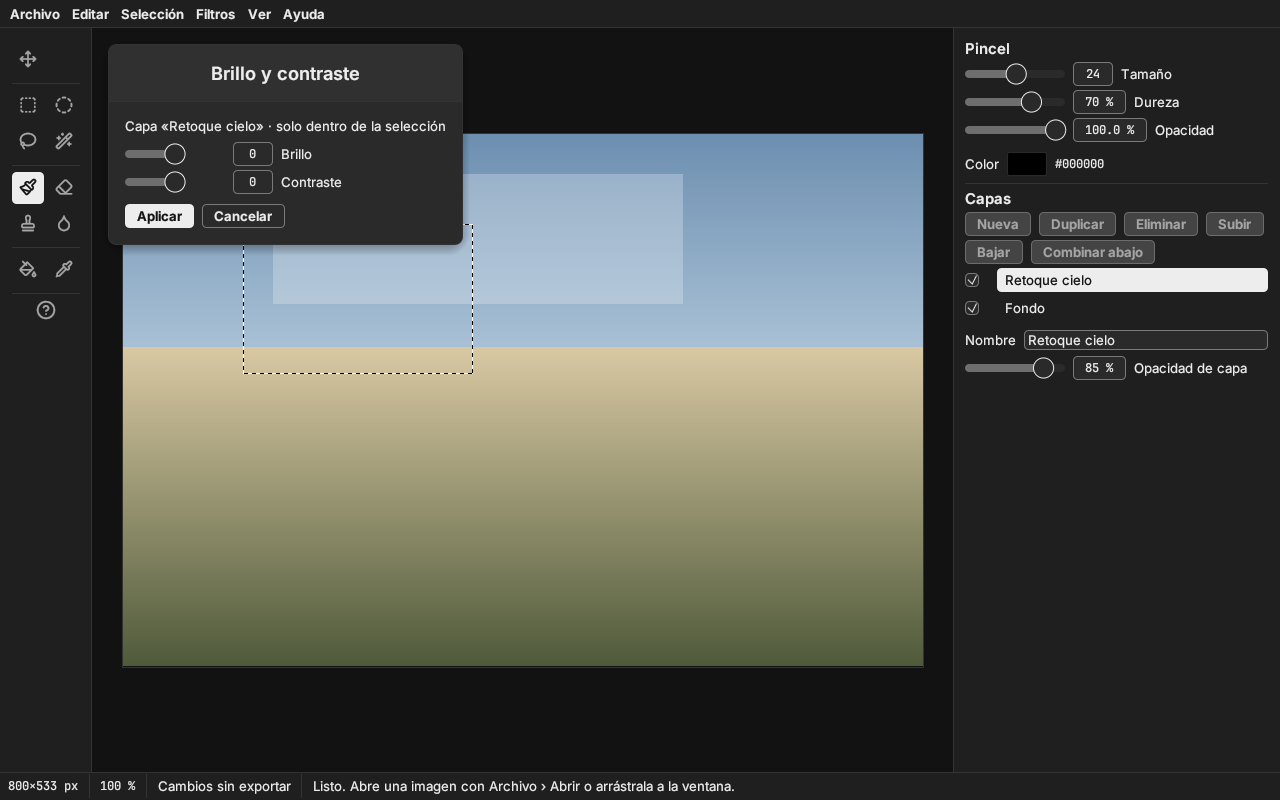 Archivo Editar Selección Filtros Ver Ayuda
Brillo y contraste
Capa «Retoque cielo» · solo dentro de la selección
0 Brillo
0 Contraste
Aplicar Cancelar
Pincel
24 Tamaño
70 % Dureza
100.0 % Opacidad
Color #000000
Capas
Nueva Duplicar Eliminar Subir
Bajar Combinar abajo
Retoque cielo
Fondo
Nombre Retoque cielo
85 % Opacidad de capa
800×533 px 100 % Cambios sin exportar Listo. Abre una imagen con Archivo › Abrir o arrástrala a la ventana.